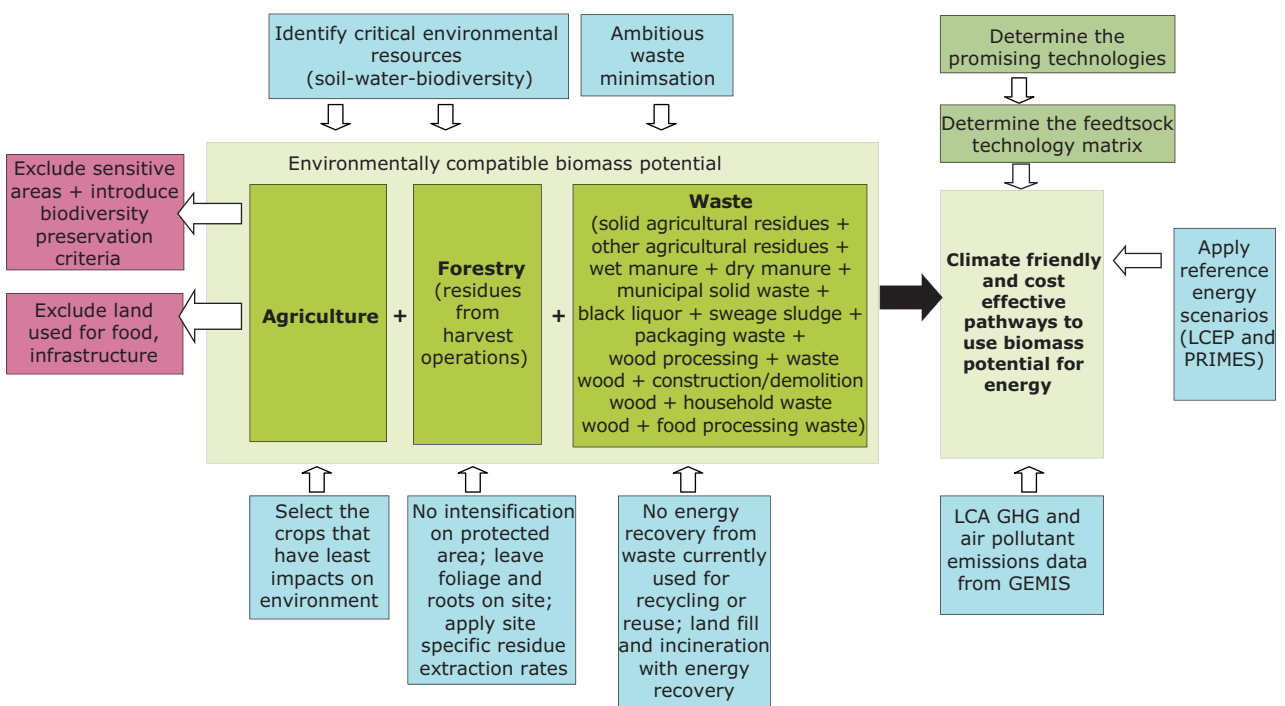 Identify critical environmental
resources
(soil-water-biodiversity)
Ambitious
waste
minimsation
Determine the
promising technologies
Determine the feedtsock
technology matrix
Exclude sensitive
areas + introduce
biodiversity
preservation
criteria
Exclude land
used for food,
infrastructure
Environmentally compatible biomass potential
Agriculture
+
Forestry
(residues
from
harvest
operations)
+
Waste
(solid agricultural residues +
other agricultural residues +
wet manure + dry manure +
municipal solid waste +
black liquor + sweage sludge +
packaging waste +
wood processing + waste
wood + construction/demolition
wood + household waste
wood + food processing waste)
Climate friendly
and cost
effective
pathways to
use biomass
potential for
energy
Apply
reference
energy
scenarios
(LCEP and
PRIMES)
Select the
crops that
have least
impacts on
environment
No intensification
on protected
area; leave
foliage and
roots on site;
apply site
specific residue
extraction rates
No energy
recovery from
waste currently
used for
recycling or
reuse; land fill
and incineration
with energy
recovery
LCA GHG and
air pollutant
emissions data
from GEMIS